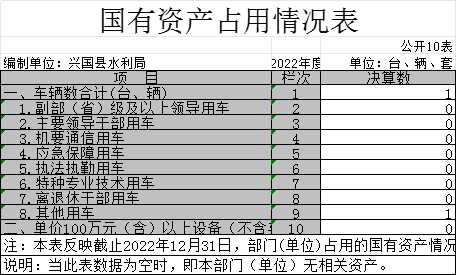 国有资产占用情况表
公开10表
编制单位：兴国县水利局 2022年度 单位：台、辆、套
项 目 栏次 决算数
一、车辆数合计(台、辆) 1 1
1.副部（省）级及以上领导用车 2 0
2.主要领导干部用车 3 0
3.机要通信用车 4 0
4.应急保障用车 5 0
5.执法执勤用车 6 0
6.特种专业技术用车 7 0
7.离退休干部用车 8 0
8.其他用车 9 1
二、单价100万元（含）以上设备（不含 10 0
注：本表反映截止2022年12月31日，部门(单位)占用的国有资产情况
说明：当此表数据为空时，即本部门（单位）无相关资产。